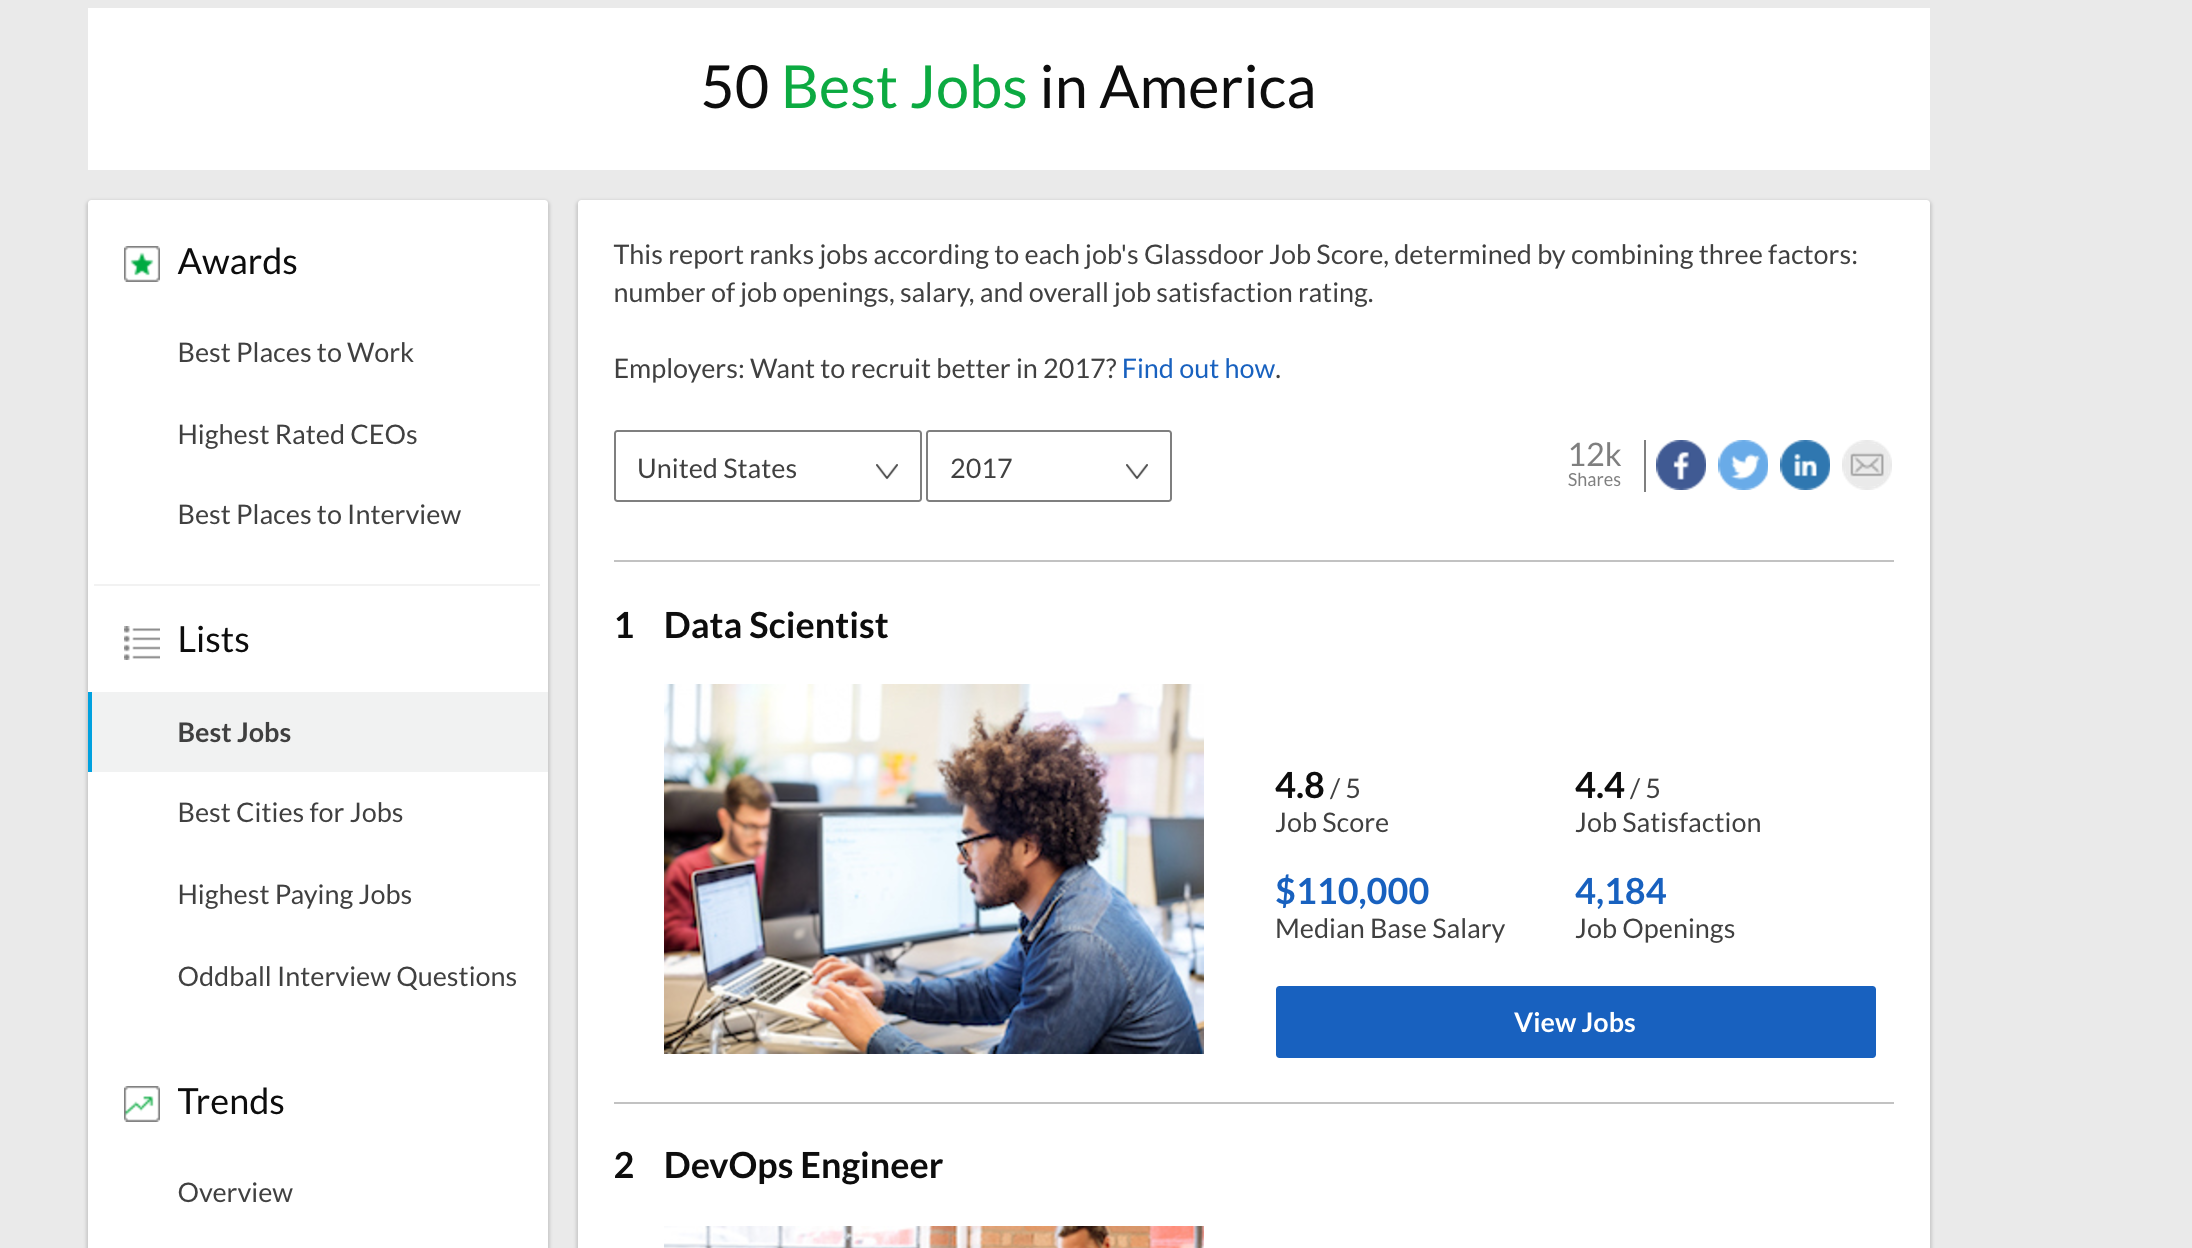 50 Best Jobs in America
Awards
Best Places to Work
Highest Rated CEOs
Best Places to Interview
Lists
Best Jobs
Best Cities for Jobs
Highest Paying Jobs
Oddball Interview Questions
Trends
Overview
This report ranks jobs according to each job's Glassdoor Job Score, determined by combining three factors:
number of job openings, salary, and overall job satisfaction rating.
Employers: Want to recruit better in 2017? Find out how.
United States
2017
12k
Shares
1 Data Scientist
4.8 / 5
Job Score
4.4 / 5
Job Satisfaction
$110,000
Median Base Salary
4,184
Job Openings
View Jobs
2 DevOps Engineer